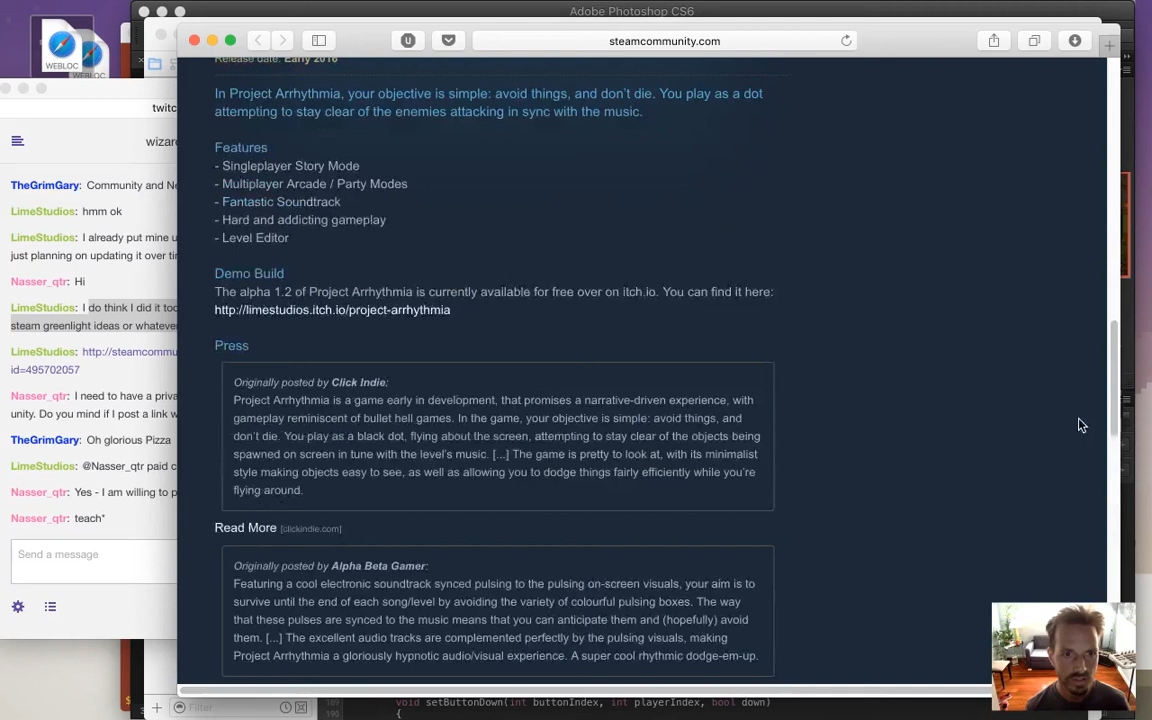 Adobe Photoshop CS6
steamcommunity.com
WEBLOC
WEBLOC
twitc
wizar
TheGrimGary: Community and Ne
LimeStudios: hmm ok
LimeStudios: I already put mine u
just planning on updating it over tir
Nasser_qtr: Hi
LimeStudios: I do think I did it too
steam greenlight ideas or whatever
LimeStudios: http://steamcommu
id=495702057
Nasser_qtr: I need to have a priva
unity. Do you mind if I post a link w
TheGrimGary: Oh glorious Pizza
LimeStudios: @Nasser_qtr paid c
Nasser_qtr: Yes - I am willing to p
Nasser_qtr: teach*
Send a message
Release date: Early 2016
In Project Arrhythmia, your objective is simple: avoid things, and don't die. You play as a dot
attempting to stay clear of the enemies attacking in sync with the music.
Features
- Singleplayer Story Mode
- Multiplayer Arcade / Party Modes
- Fantastic Soundtrack
- Hard and addicting gameplay
- Level Editor
Demo Build
The alpha 1.2 of Project Arrhythmia is currently available for free over on itch.io. You can find it here:
http://limestudios.itch.io/project-arrhythmia
Press
Originally posted by Click Indie:
Project Arrhythmia is a game early in development, that promises a narrative-driven experience, with
gameplay reminiscent of bullet hell games. In the game, your objective is simple: avoid things, and
don't die. You play as a black dot, flying about the screen, attempting to stay clear of the objects being
spawned on screen in tune with the level's music. [...] The game is pretty to look at, with its minimalist
style making objects easy to see, as well as allowing you to dodge things fairly efficiently while you're
flying around.
Read More [clickindie.com]
Originally posted by Alpha Beta Gamer:
Featuring a cool electronic soundtrack synced pulsing to the pulsing on-screen visuals, your aim is to
survive until the end of each song/level by avoiding the variety of colourful pulsing boxes. The way
that these pulses are synced to the music means that you can anticipate them and (hopefully) avoid
them. [...] The excellent audio tracks are complemented perfectly by the pulsing visuals, making
Project Arrhythmia a gloriously hypnotic audio/visual experience. A super cool rhythmic dodge-em-up.
Filter
189 void setButtonDown(int buttonIndex, int playerIndex, bool down)
190 {